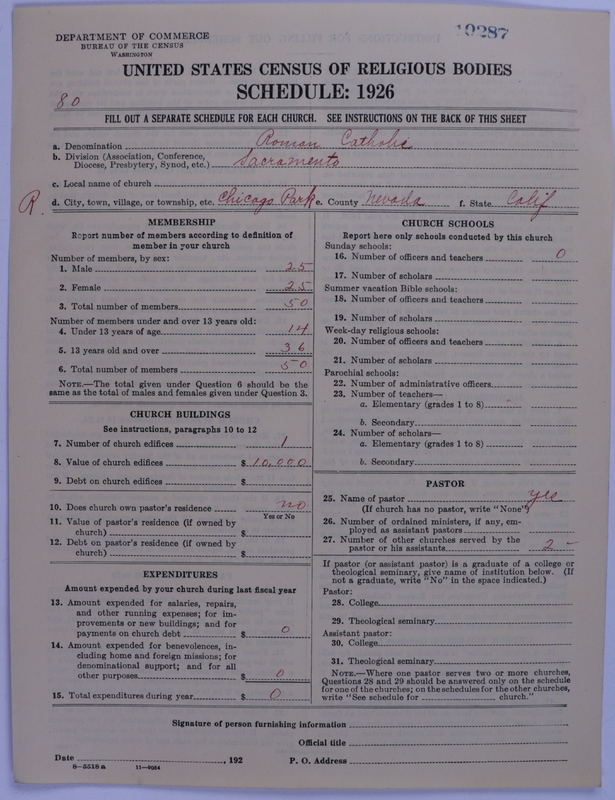 DEPARTMENT OF COMMERCE
BUREAU OF THE CENSUS
WASHINGTON
19287
UNITED STATES CENSUS OF RELIGIOUS BODIES
SCHEDULE: 1926
80
FILL OUT A SEPARATE SCHEDULE FOR EACH CHURCH. SEE INSTRUCTIONS ON THE BACK OF THIS SHEET
a. Denomination Roman Catholic
b. Division (Association, Conference,
Diocese, Presbytery, Synod, etc.) Sacramento
c. Local name of church
R. d. City, town, village, or township, etc. Chicago Park e. County Nevada f. State Calif
MEMBERSHIP
Report number of members according to definition of
member in your church
Number of members, by sex:
1. Male 25
2. Female 25
3. Total number of members 50
Number of members under and over 13 years old:
4. Under 13 years of age 14
5. 13 years old and over 36
6. Total number of members 50
NOTE.—The total given under Question 6 should be
same as the total of males and females given under Question 3.
CHURCH BUILDINGS
See instructions, paragraphs 10 to 12
7. Number of church edifices 1
8. Value of church edifices $10,000
9. Debt on church edifices $
10. Does church own pastor's residence no
Yes or No
11. Value of pastor's residence (if owned by
church) $
12. Debt on pastor's residence (if owned by
church) $
EXPENDITURES
Amount expended by your church during last fiscal year
13. Amount expended for salaries, repairs,
and other running expenses; for im-
provements or new buildings; and for
payments on church debt $ 0
14. Amount expended for benevolences, in-
cluding home and foreign missions; for
denominational support; and for all
other purposes $ 0
15. Total expenditures during year $ 0
CHURCH SCHOOLS
Report here only schools conducted by this church
Sunday schools:
16. Number of officers and teachers 0
17. Number of scholars
Summer vacation Bible schools:
18. Number of officers and teachers
19. Number of scholars
Week-day religious schools:
20. Number of officers and teachers
21. Number of scholars
Parochial schools:
22. Number of administrative officers
23. Number of teachers—
a. Elementary (grades 1 to 8)
b. Secondary
24. Number of scholars—
a. Elementary (grades 1 to 8)
b. Secondary
PASTOR
25. Name of pastor yes
(If church has no pastor, write "None")
26. Number of ordained ministers, if any, em-
ployed as assistant pastors
27. Number of other churches served by the
pastor or his assistants 2 -
If pastor (or assistant pastor) is a graduate of a college or
theological seminary, give name of institution below. (If
not a graduate, write "No" in the space indicated.)
Pastor:
28. College
29. Theological seminary
Assistant pastor:
30. College
31. Theological seminary
NOTE.—Where one pastor serves two or more churches,
Questions 28 and 29 should be answered only on the schedule
for one of the churches; on the schedules for the other churches,
write "See schedule for church."
Signature of person furnishing information
Official title
Date , 192 P. O. Address
8—5518a 11—9064